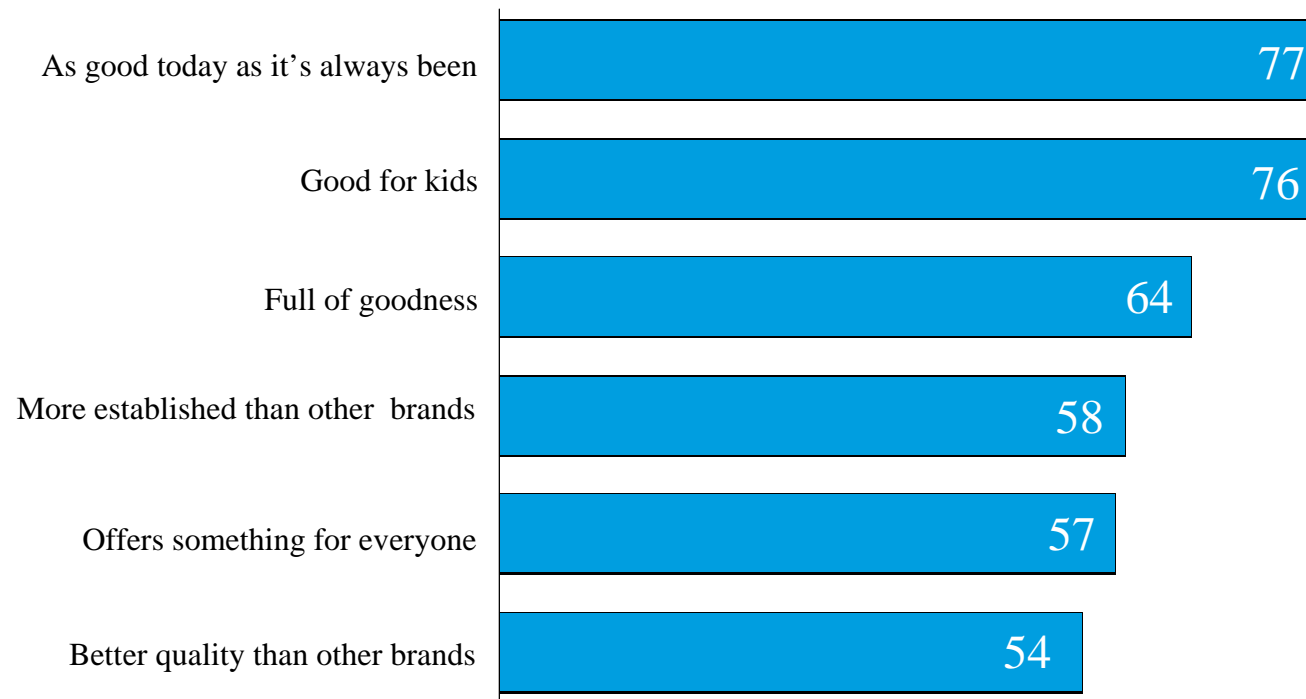 As good today as it’s always been 77
Good for kids 76
Full of goodness 64
More established than other  brands 58
Offers something for everyone 57
Better quality than other brands 54